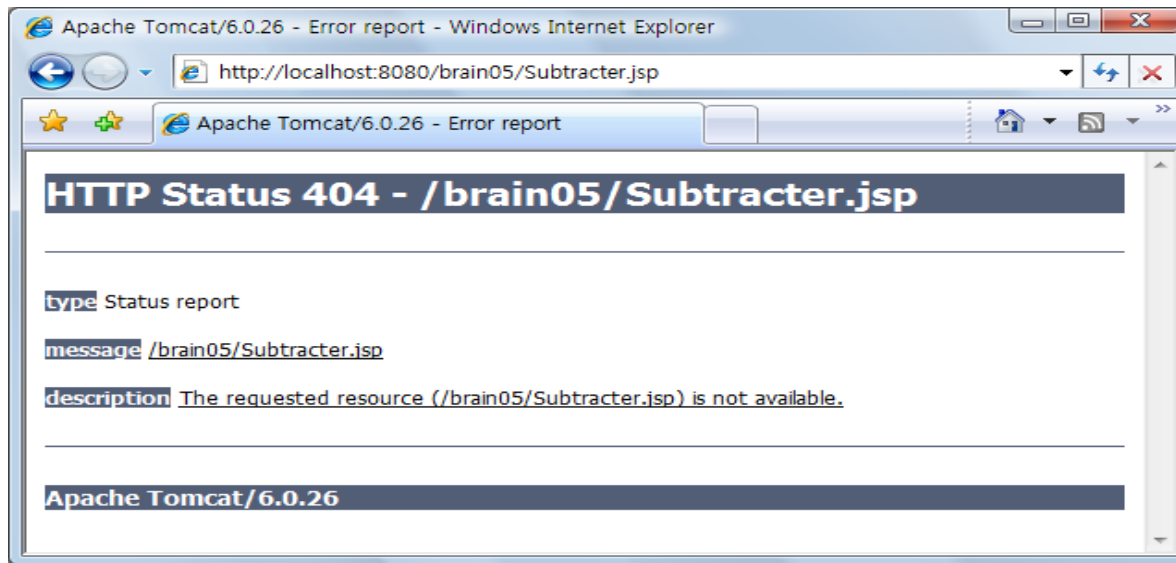 Apache Tomcat/6.0.26 - Error report - Windows Internet Explorer
http://localhost:8080/brain05/Subtracter.jsp
Apache Tomcat/6.0.26 - Error report
HTTP Status 404 - /brain05/Subtracter.jsp
type Status report
message /brain05/Subtracter.jsp
description The requested resource (/brain05/Subtracter.jsp) is not available.
Apache Tomcat/6.0.26